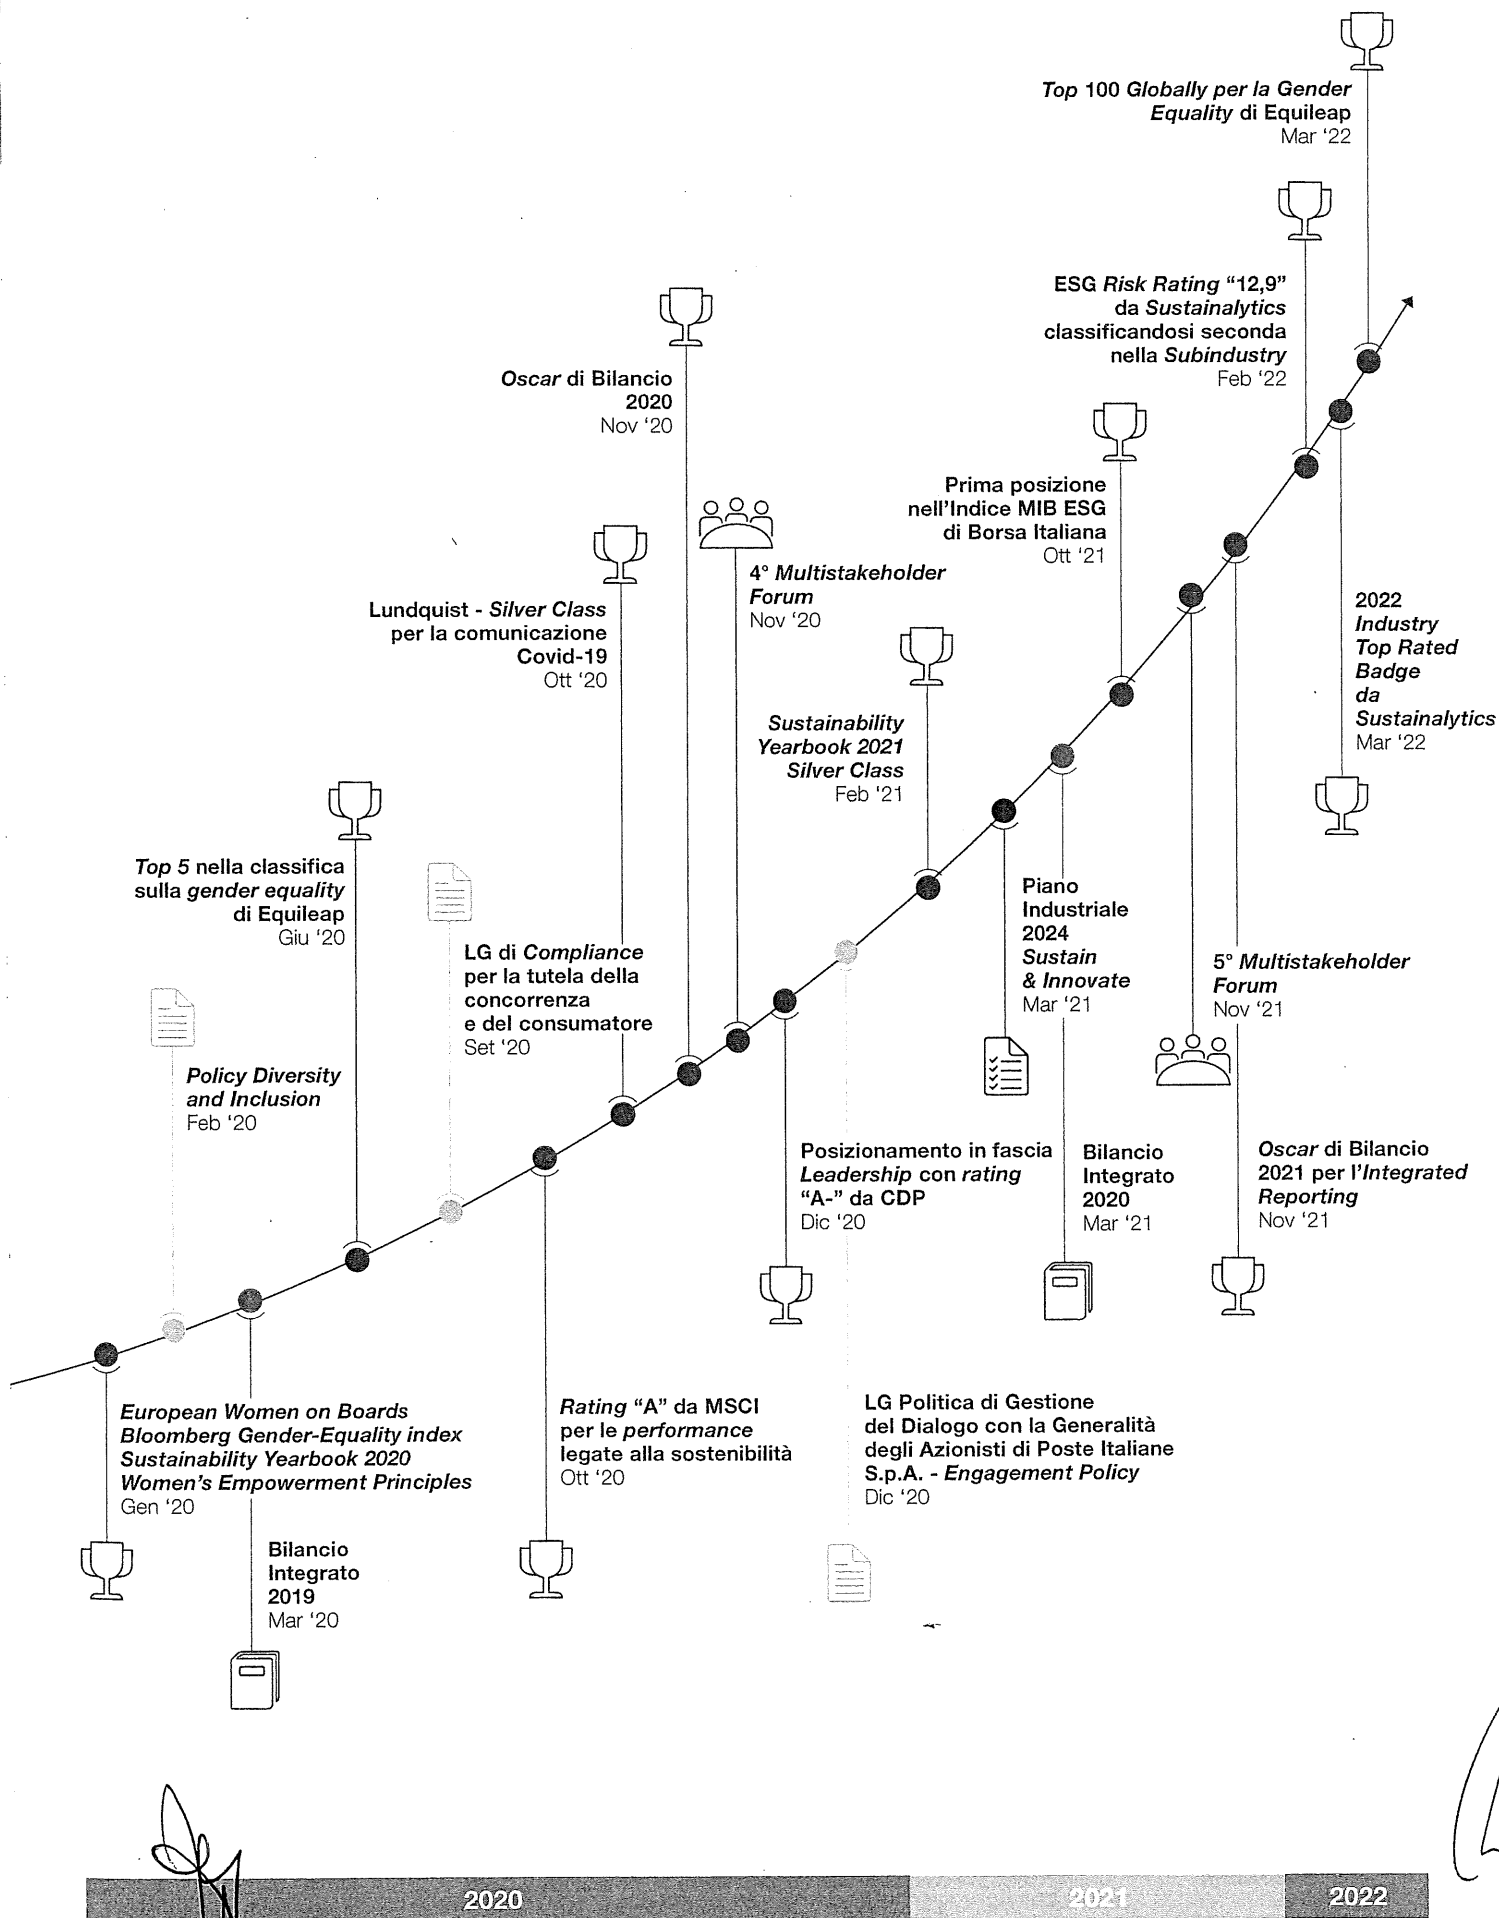 Top 100 Globally per la Gender
Equality di Equileap
Mar ‘22
ESG Risk Rating “12,9”
da Sustainalytics
classificandosi seconda
nella Subindustry
Feb ‘22
Oscar di Bilancio
2020
Nov ‘20
Prima posizione
nell’Indice MIB ESG
di Borsa Italiana
Ott ‘21
4° Multistakeholder
Forum
Nov ‘20
Lundquist - Silver Class
per la comunicazione
Covid-19
Ott ‘20
2022
Industry
Top Rated
Badge
da
Sustainalytics
Mar ‘22
Sustainability
Yearbook 2021
Silver Class
Feb ‘21
Top 5 nella classifica
sulla gender equality
di Equileap
Giu ‘20
Piano
Industriale
2024
Sustain
& Innovate
Mar ‘21
LG di Compliance
per la tutela della
concorrenza
e del consumatore
Set ‘20
5° Multistakeholder
Forum
Nov ‘21
Policy Diversity
and Inclusion
Feb ‘20
Posizionamento in fascia
Leadership con rating
“A-” da CDP
Dic ‘20
Bilancio
Integrato
2020
Mar ‘21
Oscar di Bilancio
2021 per l’Integrated
Reporting
Nov ‘21
European Women on Boards
Bloomberg Gender-Equality index
Sustainability Yearbook 2020
Women’s Empowerment Principles
Gen ‘20
Rating “A” da MSCI
per le performance
legate alla sostenibilità
Ott ‘20
LG Politica di Gestione
del Dialogo con la Generalità
degli Azionisti di Poste Italiane
S.p.A. - Engagement Policy
Dic ‘20
Bilancio
Integrato
2019
Mar ‘20
2020
2021
2022